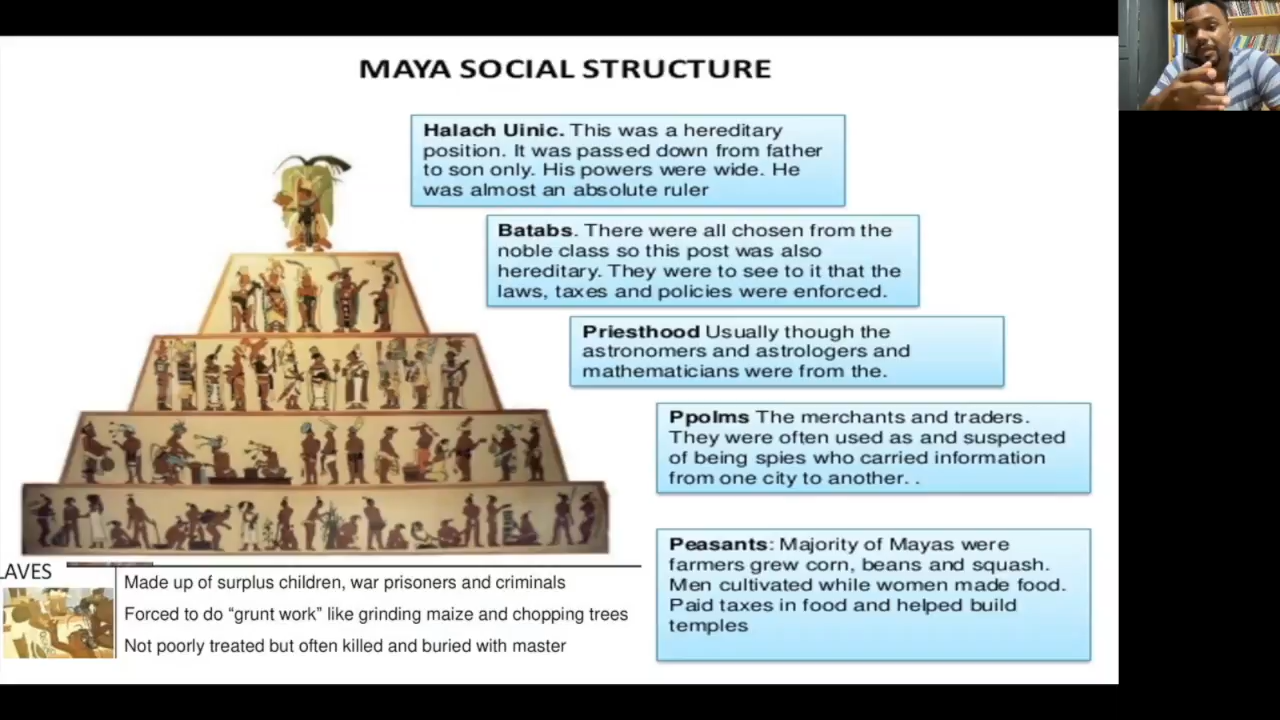 MAYA SOCIAL STRUCTURE
Halach Uinic. This was a hereditary
position. It was passed down from father
to son only. His powers were wide. He
was almost an absolute ruler
Batabs. There were all chosen from the
noble class so this post was also
hereditary. They were to see to it that the
laws, taxes and policies were enforced.
Priesthood Usually though the
astronomers and astrologers and
mathematicians were from the.
Ppolms The merchants and traders.
They were often used as and suspected
of being spies who carried information
from one city to another. .
Peasants: Majority of Mayas were
farmers grew corn, beans and squash.
Men cultivated while women made food.
Paid taxes in food and helped build
temples
LAVES
Made up of surplus children, war prisoners and criminals
Forced to do “grunt work” like grinding maize and chopping trees
Not poorly treated but often killed and buried with master